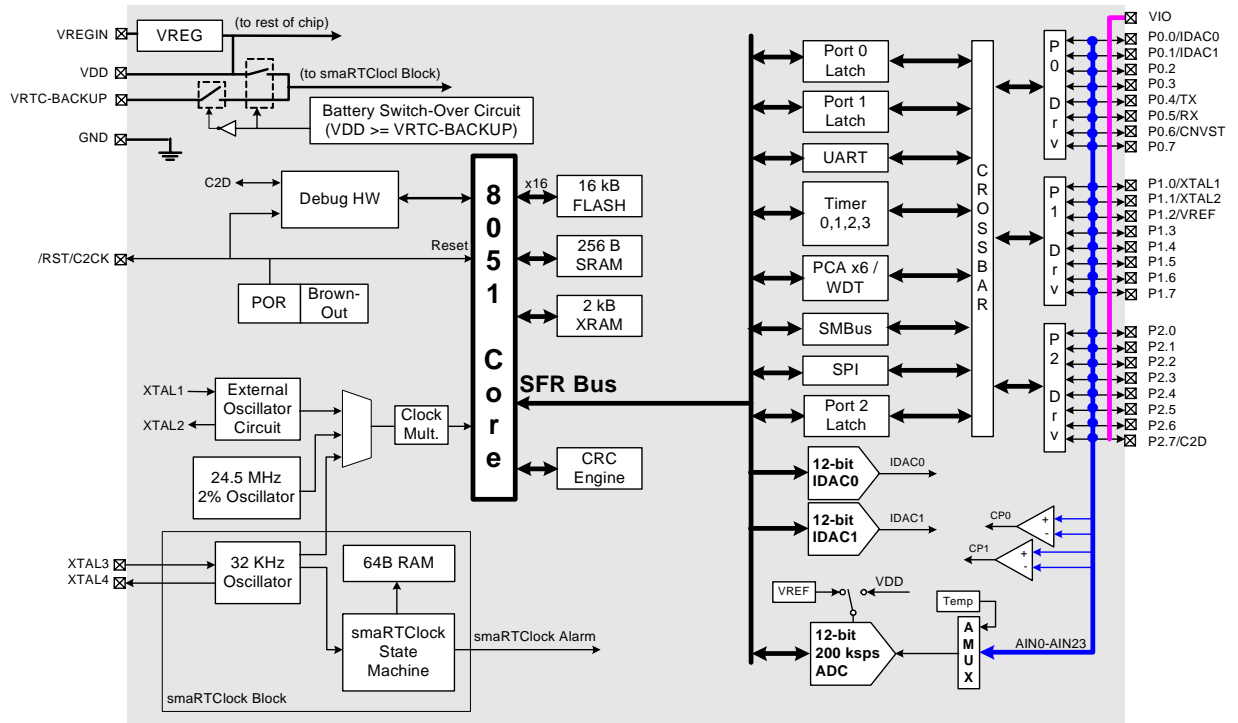 VREGIN
VREG
(to rest of chip)
VDD
(to smaRTClocl Block)
VRTC-BACKUP
Battery Switch-Over Circuit
(VDD >= VRTC-BACKUP)
GND
C2D
Debug HW
/RST/C2CK
Reset
POR
Brown-
Out
8
0
5
1
C
o
r
e
x16
16 kB
FLASH
256 B
SRAM
2 kB
XRAM
SFR Bus
CRC
Engine
XTAL1
XTAL2
External
Oscillator
Circuit
Clock
Mult.
24.5 MHz
2% Oscillator
XTAL3
XTAL4
32 KHz
Oscillator
64B RAM
smaRTClock
State
Machine
smaRTClock Alarm
smaRTClock Block
Port 0
Latch
Port 1
Latch
UART
Timer
0,1,2,3
PCA x6 /
WDT
SMBus
SPI
Port 2
Latch
C
R
O
S
S
B
A
R
P
0
D
r
v
P
1
D
r
v
P
2
D
r
v
VIO
P0.0/IDAC0
P0.1/IDAC1
P0.2
P0.3
P0.4/TX
P0.5/RX
P0.6/CNVST
P0.7
P1.0/XTAL1
P1.1/XTAL2
P1.2/VREF
P1.3
P1.4
P1.5
P1.6
P1.7
P2.0
P2.1
P2.2
P2.3
P2.4
P2.5
P2.6
P2.7/C2D
12-bit
IDAC0
IDAC0
12-bit
IDAC1
IDAC1
CP0
+
-
CP1
+
-
VREF
VDD
Temp
12-bit
200 ksps
ADC
A
M
U
X
AIN0-AIN23